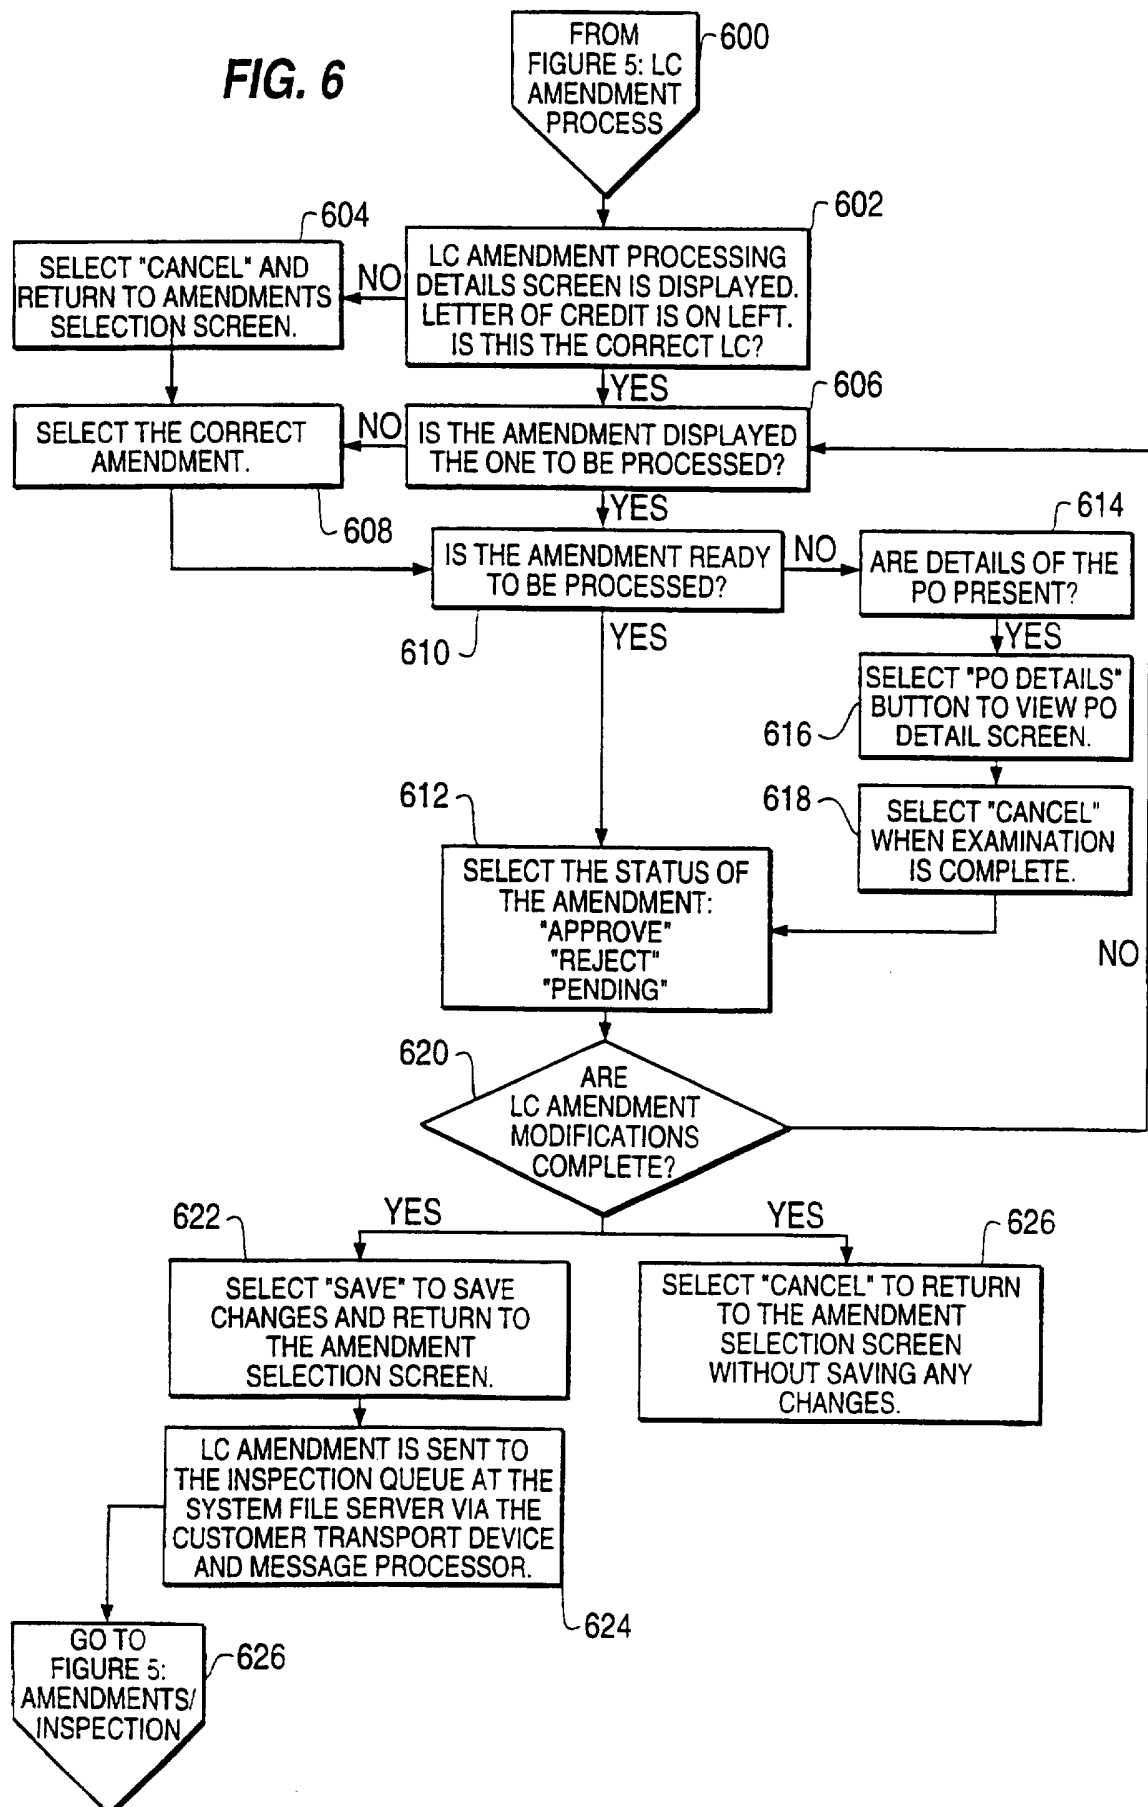 FIG. 6
FROM
FIGURE 5: LC
AMENDMENT
PROCESS
600
602
LC AMENDMENT PROCESSING
DETAILS SCREEN IS DISPLAYED.
LETTER OF CREDIT IS ON LEFT.
IS THIS THE CORRECT LC?
604
SELECT "CANCEL" AND
RETURN TO AMENDMENTS
SELECTION SCREEN.
NO
YES
606
IS THE AMENDMENT DISPLAYED
THE ONE TO BE PROCESSED?
NO
SELECT THE CORRECT
AMENDMENT.
608
YES
IS THE AMENDMENT READY
TO BE PROCESSED?
610
NO
614
ARE DETAILS OF THE
PO PRESENT?
YES
YES
SELECT "PO DETAILS"
BUTTON TO VIEW PO
DETAIL SCREEN.
616
618
SELECT "CANCEL"
WHEN EXAMINATION
IS COMPLETE.
612
SELECT THE STATUS OF
THE AMENDMENT:
"APPROVE"
"REJECT"
"PENDING"
NO
620
ARE
LC AMENDMENT
MODIFICATIONS
COMPLETE?
YES
YES
622
SELECT "SAVE" TO SAVE
CHANGES AND RETURN TO
THE AMENDMENT
SELECTION SCREEN.
626
SELECT "CANCEL" TO RETURN
TO THE AMENDMENT
SELECTION SCREEN
WITHOUT SAVING ANY
CHANGES.
LC AMENDMENT IS SENT TO
THE INSPECTION QUEUE AT THE
SYSTEM FILE SERVER VIA THE
CUSTOMER TRANSPORT DEVICE
AND MESSAGE PROCESSOR.
624
GO TO
FIGURE 5:
AMENDMENTS/
INSPECTION
626